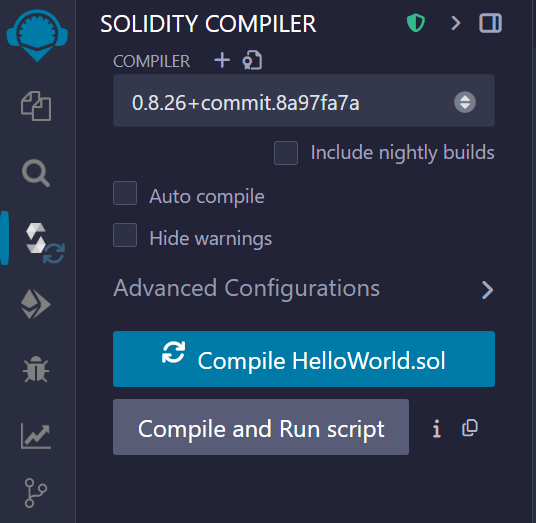 SOLIDITY COMPILER
COMPILER
0.8.26+commit.8a97fa7a
Include nightly builds
Auto compile
Hide warnings
Advanced Configurations
Compile HelloWorld.sol
Compile and Run script